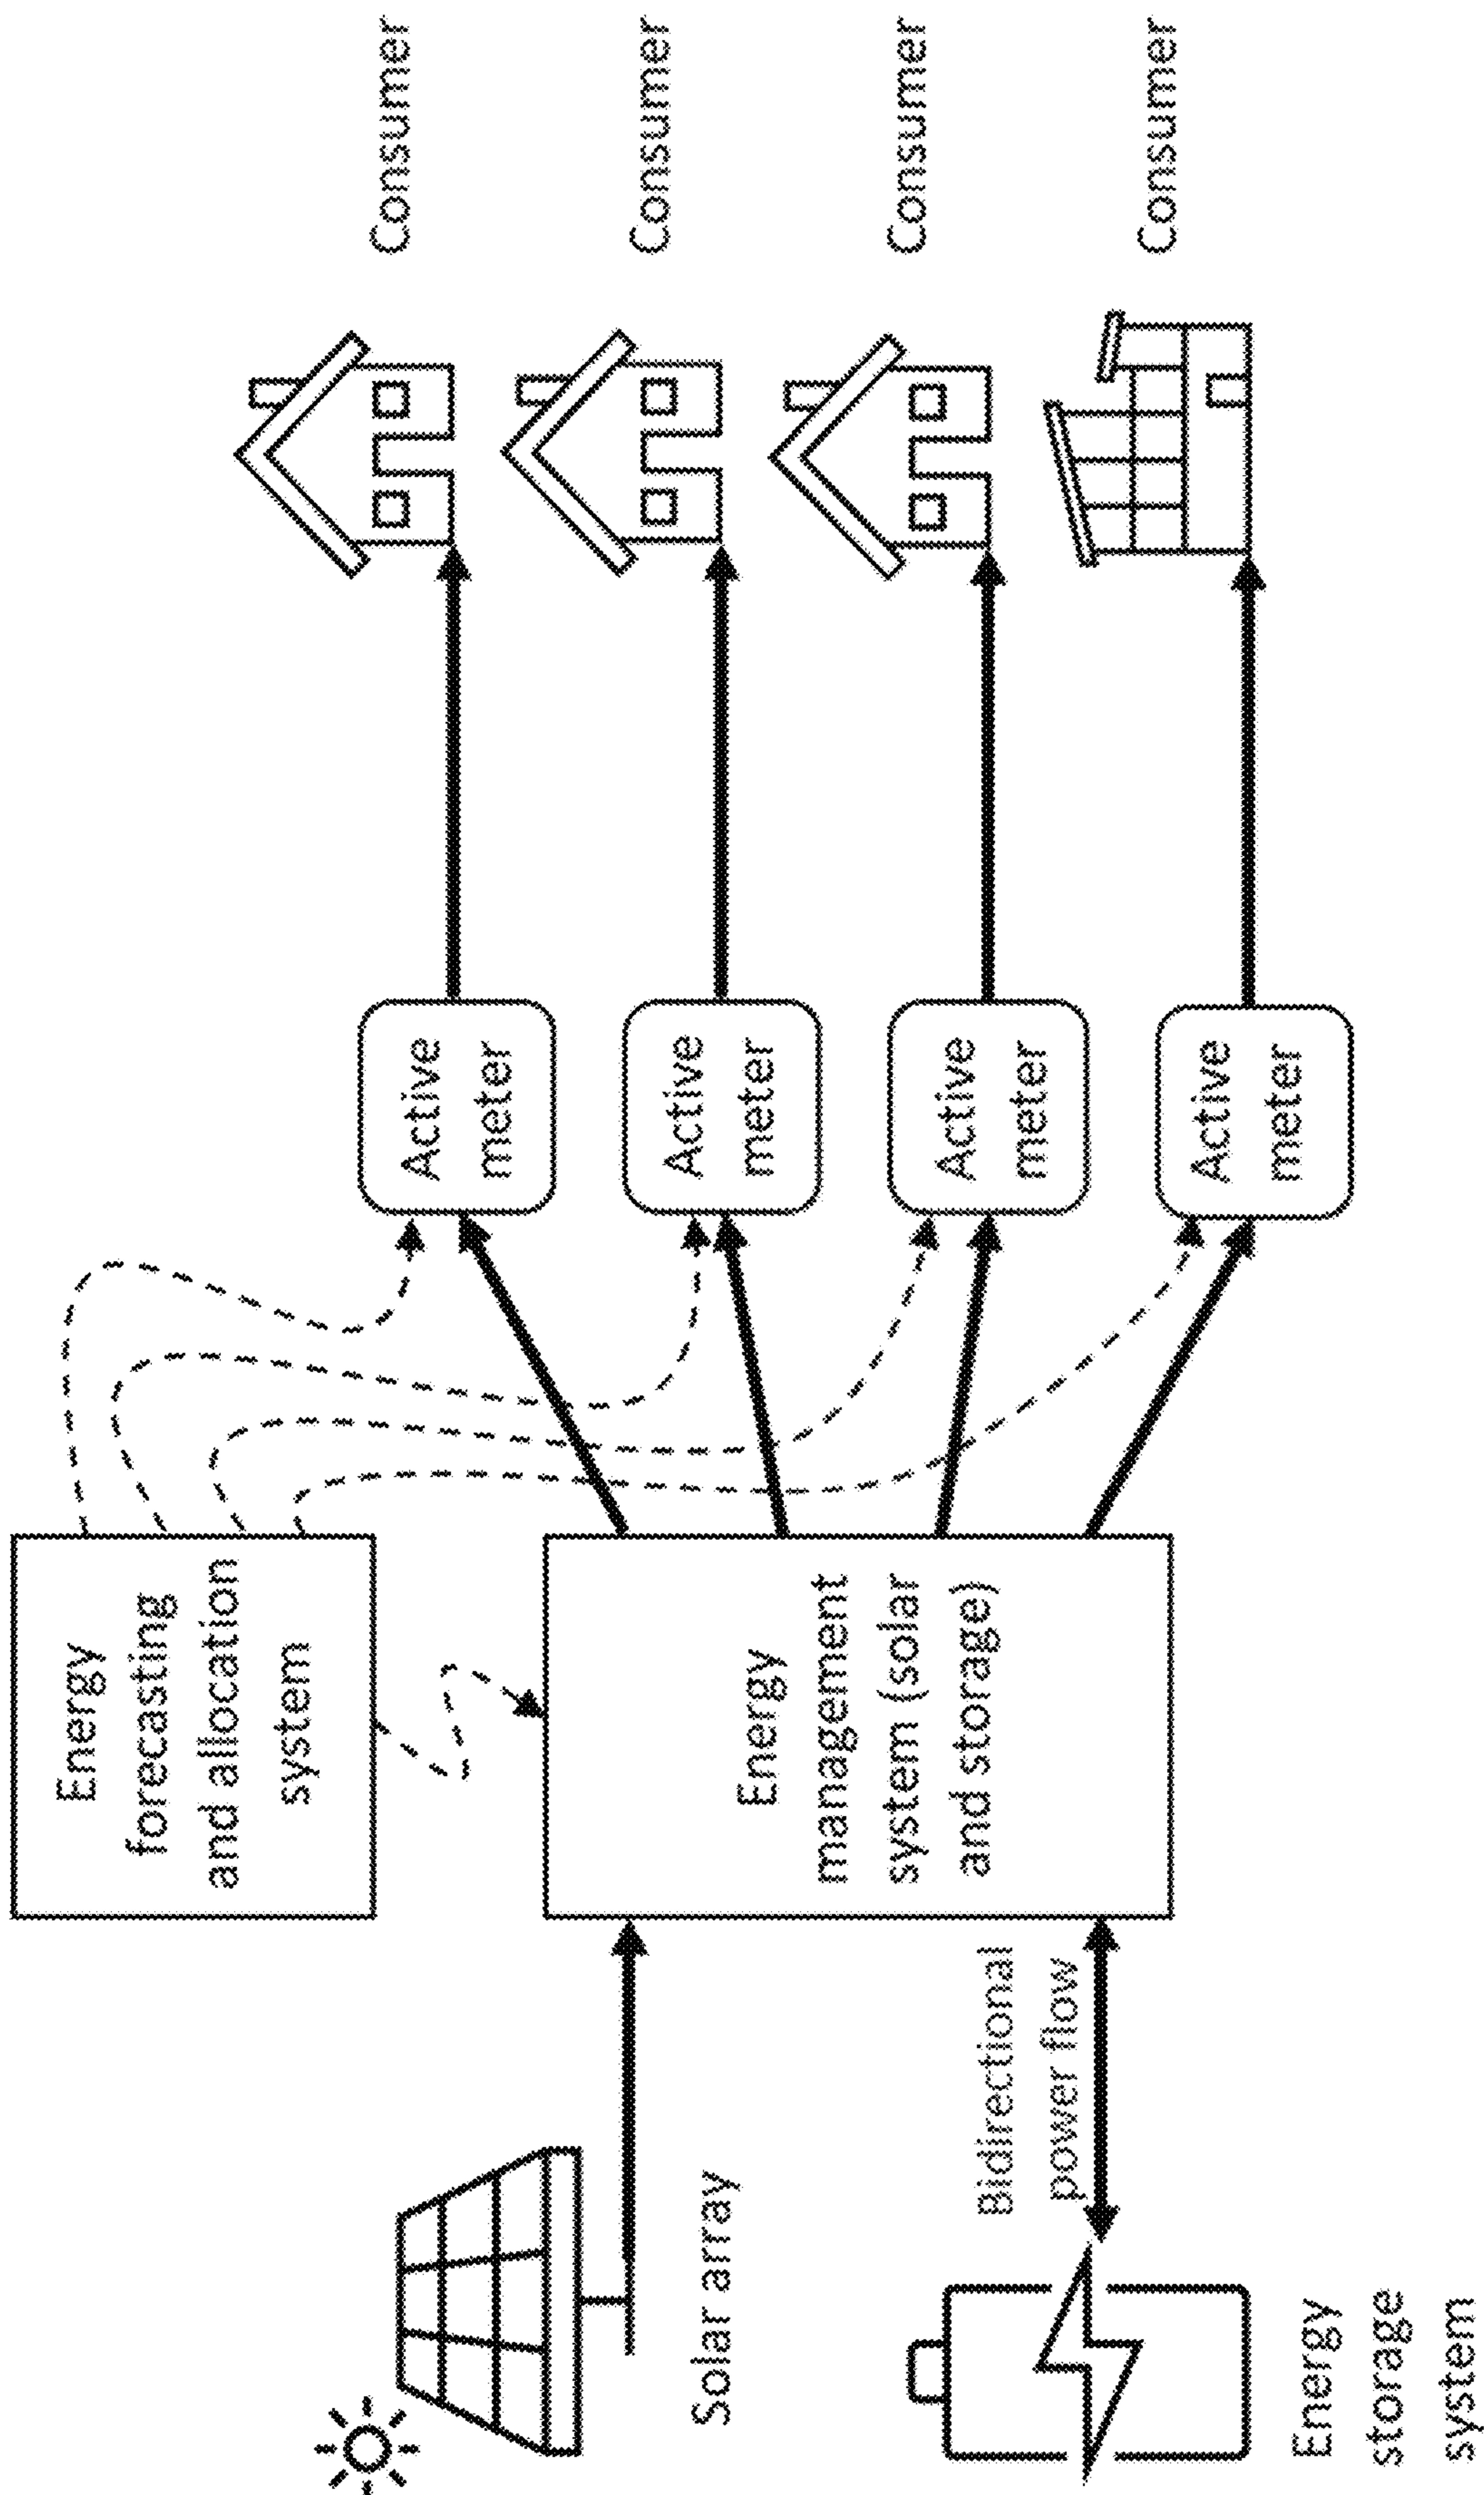 Energy
forecasting
and allocation
system
Solar array
Bidirectional
power flow
Energy
storage
system
Energy
management
system (solar
and storage)
Active
meter
Active
meter
Active
meter
Active
meter
Consumer
Consumer
Consumer
Consumer